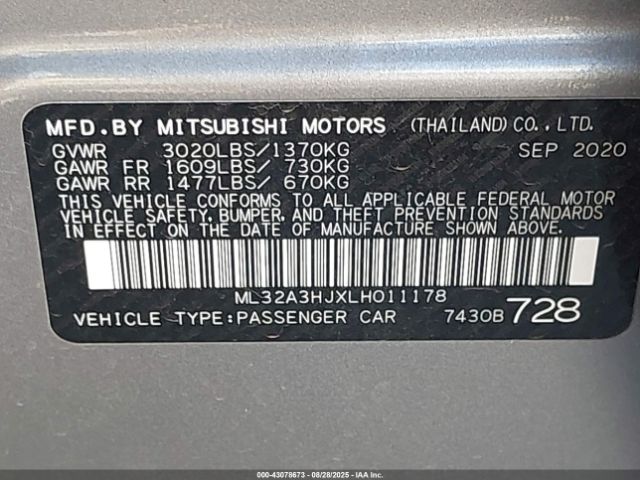 MFD.BY MITSUBISHI MOTORS (THAILAND) CO., LTD.
GVWR 3020LBS/1370KG SEP 2020
GAWR FR 1609LBS/ 730KG
GAWR RR 1477LBS/ 670KG
THIS VEHICLE CONFORMS TO ALL APPLICABLE FEDERAL MOTOR
VEHICLE SAFETY, BUMPER, AND THEFT PREVENTION STANDARDS
IN EFFECT ON THE DATE OF MANUFACTURE SHOWN ABOVE.
ML32A3HJXLH011178
VEHICLE TYPE:PASSENGER CAR 7430B 728
000-43078673 - 08/28/2025 - IAA, Inc.